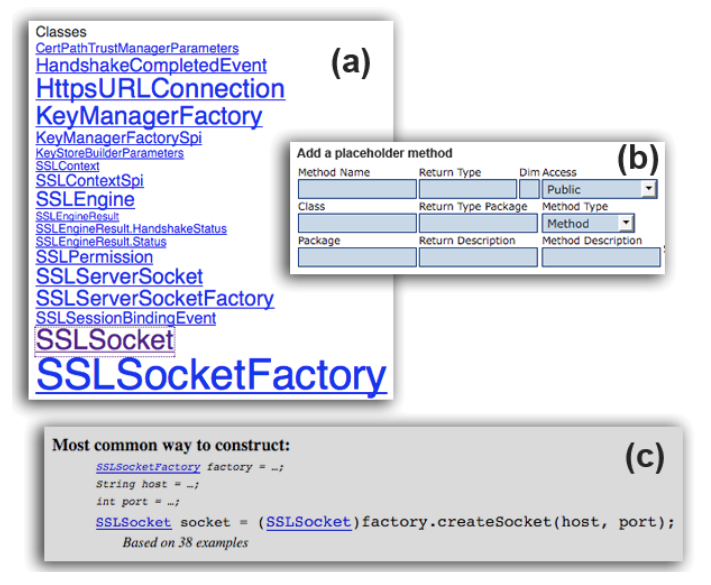 Classes
CertPathTrustManagerParameters
HandshakeCompletedEvent
HttpsURLConnection
KeyManagerFactory
KeyManagerFactorySpi
KeyStoreBuilderParameters
SSLContext
SSLContextSpi
SSLEngine
SSLEngineResult
SSLEngineResult.HandshakeStatus
SSLEngineResult.Status
SSLPermission
SSLServerSocket
SSLServerSocketFactory
SSLSessionBindingEvent
SSLSocket
SSLSocketFactory
(a)
Add a placeholder method
(b)
Method Name Return Type Dim Access
Public
Class Return Type Package Method Type
Method
Package Return Description Method Description
Most common way to construct:
(c)
SSLSocketFactory factory = …;
String host = …;
int port = …;
SSLSocket socket = (SSLSocket)factory.createSocket(host, port);
Based on 38 examples